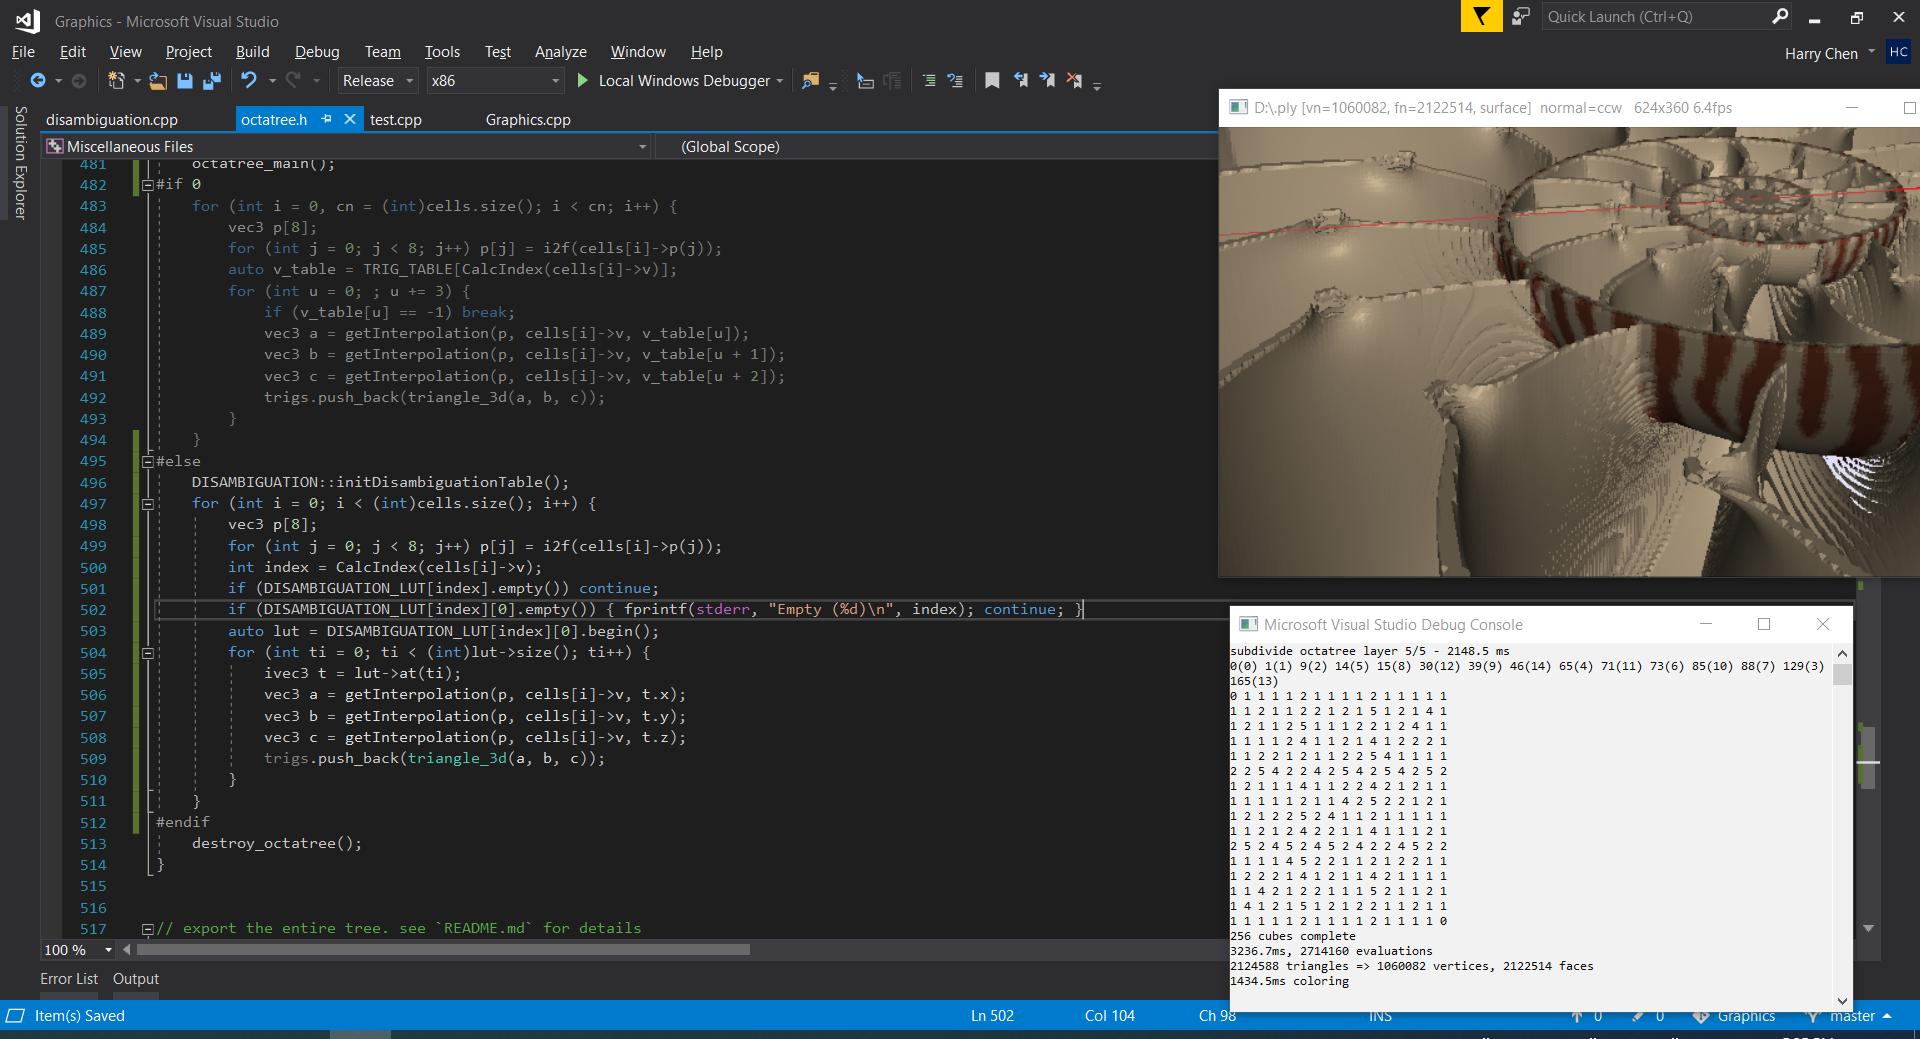 Graphics - Microsoft Visual Studio
Quick Launch (Ctrl+Q)
File Edit View Project Build Debug Team Tools Test Analyze Window Help
Harry Chen HC
Release x86 Local Windows Debugger
Solution Explorer
disambiguation.cpp octatree.h test.cpp Graphics.cpp
Miscellaneous Files (Global Scope)
481 octatree_main();
482 #if 0
483 for (int i = 0, cn = (int)cells.size(); i < cn; i++) {
484 vec3 p[8];
485 for (int j = 0; j < 8; j++) p[j] = i2f(cells[i]->p(j));
486 auto v_table = TRIG_TABLE[CalcIndex(cells[i]->v)];
487 for (int u = 0; ; u += 3) {
488 if (v_table[u] == -1) break;
489 vec3 a = getInterpolation(p, cells[i]->v, v_table[u]);
490 vec3 b = getInterpolation(p, cells[i]->v, v_table[u + 1]);
491 vec3 c = getInterpolation(p, cells[i]->v, v_table[u + 2]);
492 trigs.push_back(triangle_3d(a, b, c));
493 }
494 }
495 #else
496 DISAMBIGUATION::initDisambiguationTable();
497 for (int i = 0; i < (int)cells.size(); i++) {
498 vec3 p[8];
499 for (int j = 0; j < 8; j++) p[j] = i2f(cells[i]->p(j));
500 int index = CalcIndex(cells[i]->v);
501 if (DISAMBIGUATION_LUT[index].empty()) continue;
502 if (DISAMBIGUATION_LUT[index][0].empty()) { fprintf(stderr, "Empty (%d)\n", index); continue; }
503 auto lut = DISAMBIGUATION_LUT[index][0].begin();
504 for (int ti = 0; ti < (int)lut->size(); ti++) {
505 ivec3 t = lut->at(ti);
506 vec3 a = getInterpolation(p, cells[i]->v, t.x);
507 vec3 b = getInterpolation(p, cells[i]->v, t.y);
508 vec3 c = getInterpolation(p, cells[i]->v, t.z);
509 trigs.push_back(triangle_3d(a, b, c));
510 }
511 }
512 #endif
513 destroy_octatree();
514 }
515
516
517 // export the entire tree. see `README.md` for details
100 %
Error List Output
Item(s) Saved Ln 502 Col 104 Ch 98 INS 0 0 Graphics master
D:\.ply [vn=1060082, fn=2122514, surface] normal=ccw 624x360 6.4fps
Microsoft Visual Studio Debug Console
subdivide octatree layer 5/5 - 2148.5 ms
0(0) 1(1) 9(2) 14(5) 15(8) 30(12) 39(9) 46(14) 65(4) 71(11) 73(6) 85(10) 88(7) 129(3)
165(13)
0 1 1 1 1 2 1 1 1 1 2 1 1 1 1 1
1 1 2 1 1 2 2 1 2 1 5 1 2 1 4 1
1 2 1 1 2 5 1 1 1 2 2 1 2 4 1 1
1 1 1 1 2 4 1 1 2 1 4 1 2 2 2 1
1 1 2 2 1 2 1 1 2 2 5 4 1 1 1 1
2 2 5 4 2 2 4 2 5 4 2 5 4 2 5 2
1 2 1 1 1 4 1 1 2 2 4 2 1 2 1 1
1 1 1 1 1 2 1 1 4 2 5 2 2 1 2 1
1 2 1 2 2 5 2 4 1 1 2 1 1 1 1 1
1 1 2 1 2 4 2 2 1 1 4 1 1 1 2 1
2 5 2 4 5 2 4 5 2 4 2 2 4 5 2 2
1 1 1 1 4 5 2 2 1 1 2 1 2 2 1 1
1 2 2 2 1 4 1 2 1 1 4 2 1 1 1 1
1 1 4 2 1 2 2 1 1 1 5 2 1 1 2 1
1 4 1 2 1 5 1 2 1 2 2 1 1 2 1 1
1 1 1 1 1 2 1 1 1 1 2 1 1 1 1 0
256 cubes complete
3236.7ms, 2714160 evaluations
2124588 triangles => 1060082 vertices, 2122514 faces
1434.5ms coloring